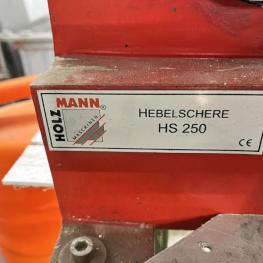 HOLZ
MANN®
MASCHINEN
HEBELSCHERE
HS 250
CE